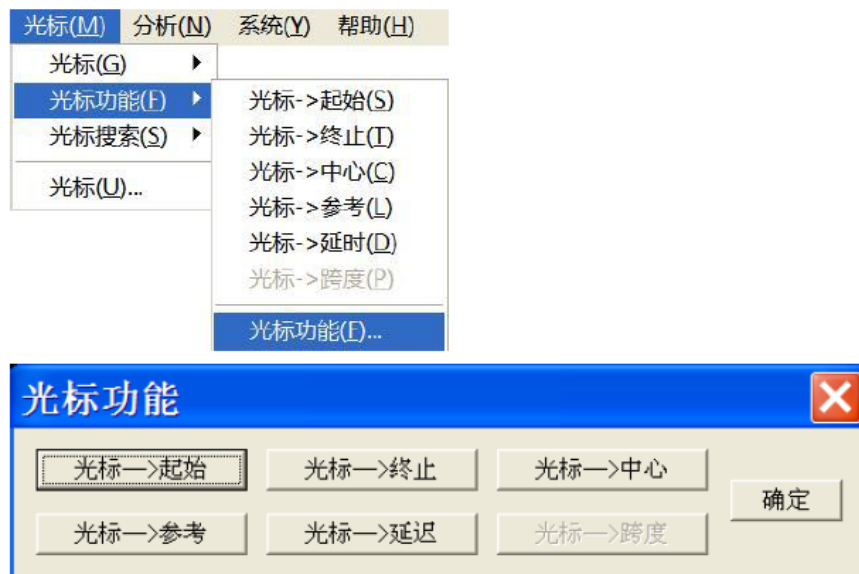 光标(M) 分析(N) 系统(Y) 帮助(H)
光标(G)
光标功能(F)
光标->起始(S)
光标搜索(S)
光标->终止(T)
光标->中心(C)
光标(U)...
光标->参考(L)
光标->延时(D)
光标->跨度(P)
光标功能(F)...
光标功能
光标—>起始 光标—>终止 光标—>中心
确定
光标—>参考 光标—>延迟 光标—>跨度